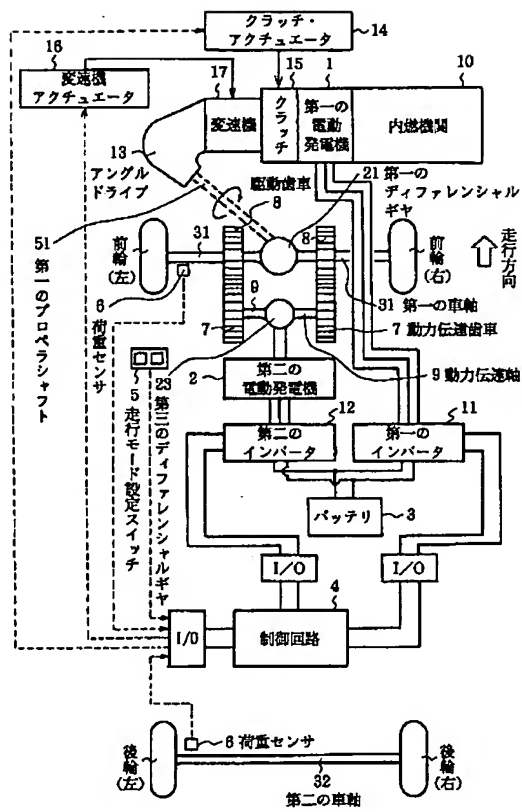 クラッチ・
アクチュエータ
14
16
変速機
アクチュエータ
17
変速機
15
クラッチ
1
第一の
電動
発電機
10
内燃機関
13
アングル
ドライブ
21 第一の
ディファレンシャル
ギヤ
51 第一のプロペラシャフト
駆動歯車
8
8
前輪
(左)
31
前輪
(右)
走行方向
6 荷重センサ
31 第一の車軸
9
7
7 動力伝達歯車
9 動力伝達軸
5 走行モード設定スイッチ
23 第三のディファレンシャルギヤ
2
第二の
電動発電機
12
第二の
インバータ
11
第一の
インバータ
バッテリ
3
I/O
I/O
4
I/O
制御回路
6 荷重センサ
後輪
(左)
32
第二の車軸
後輪
(右)